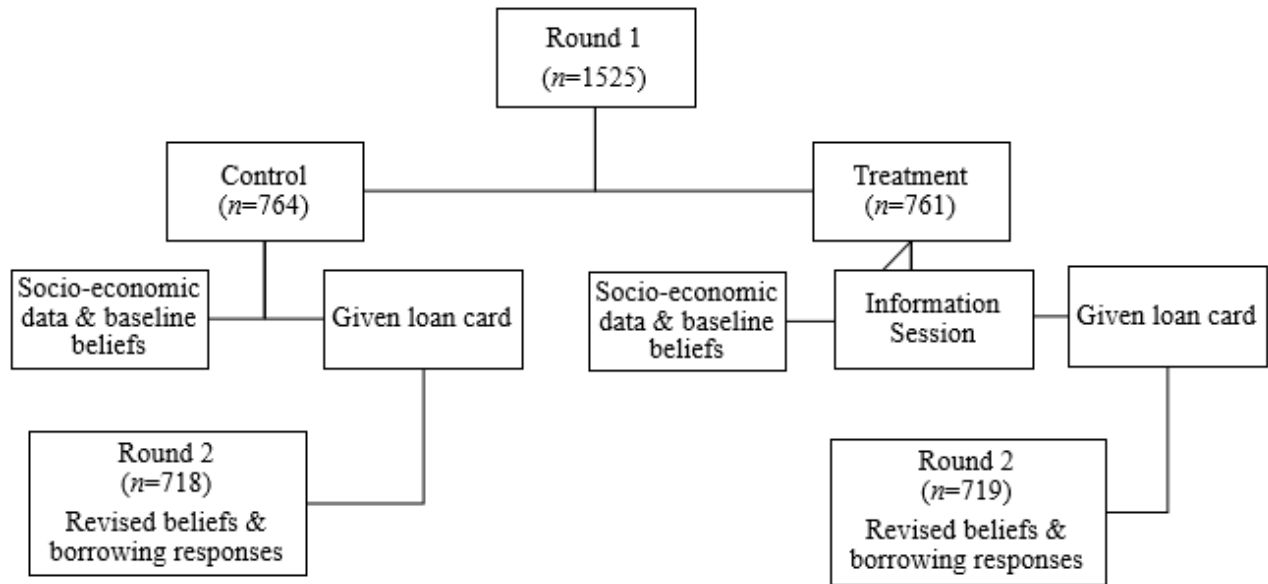 Round 1
(n=1525)
Control
(n=764)
Treatment
(n=761)
Socio-economic
data & baseline
beliefs
Given loan card
Socio-economic
data & baseline
beliefs
Information
Session
Given loan card
Round 2
(n=718)
Revised beliefs &
borrowing responses
Round 2
(n=719)
Revised beliefs &
borrowing responses